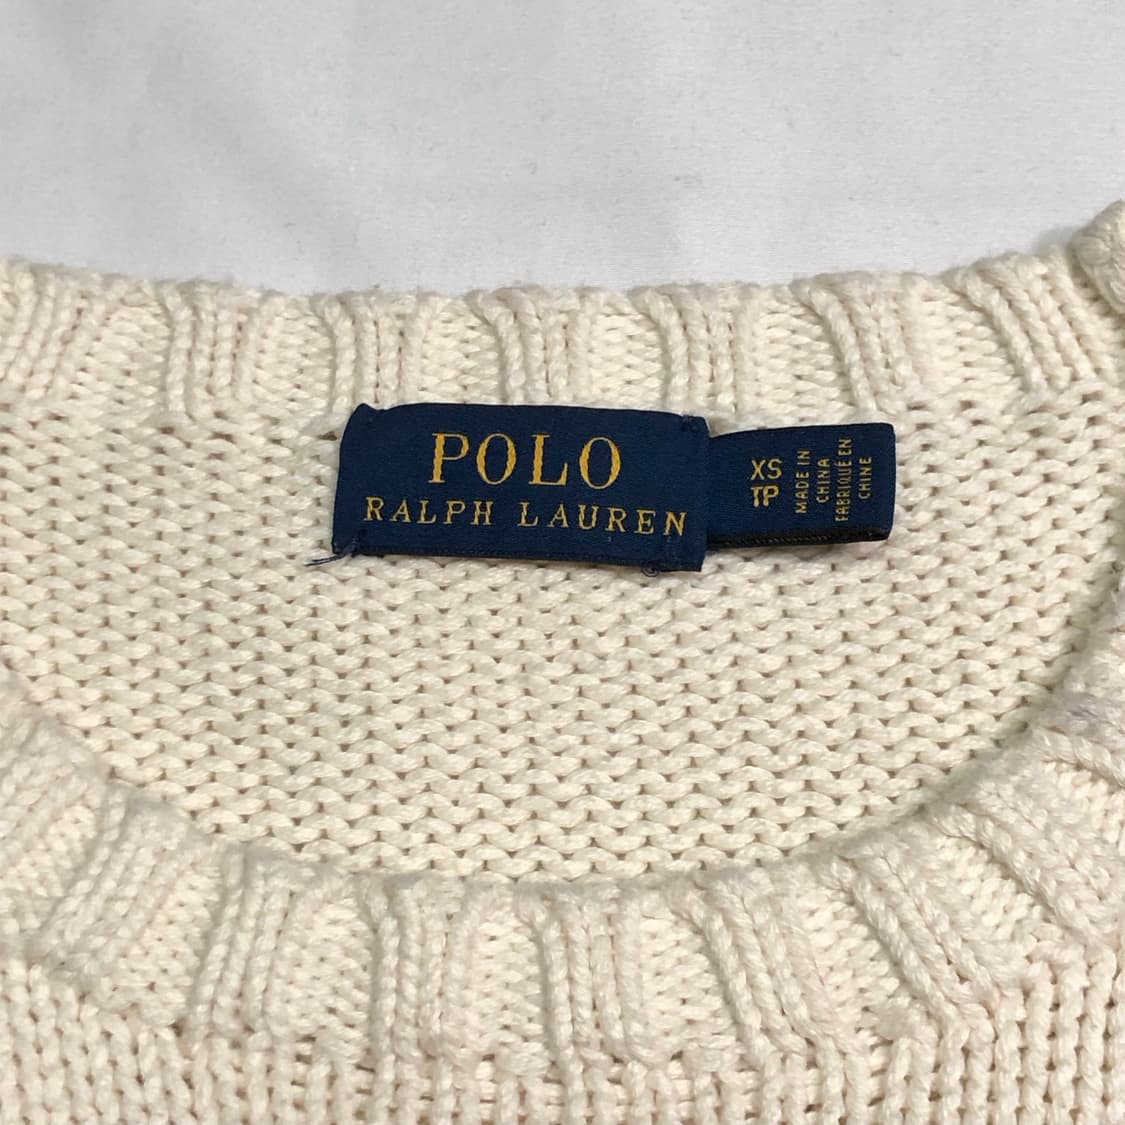 POLO
RALPH LAUREN
XS
TP
MADE IN
CHINA
FABRIQUÉ EN
CHINE